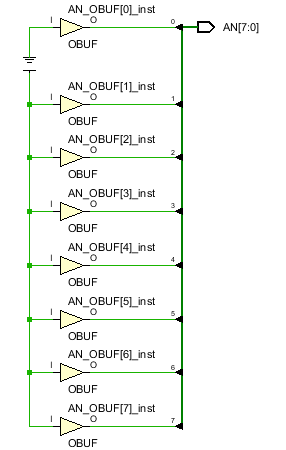 AN_OBUF[0]_inst
I O 0 AN[7:0]
OBUF
AN_OBUF[1]_inst
I O 1
OBUF
AN_OBUF[2]_inst
I O 2
OBUF
AN_OBUF[3]_inst
I O 3
OBUF
AN_OBUF[4]_inst
I O 4
OBUF
AN_OBUF[5]_inst
I O 5
OBUF
AN_OBUF[6]_inst
I O 6
OBUF
AN_OBUF[7]_inst
I O 7
OBUF